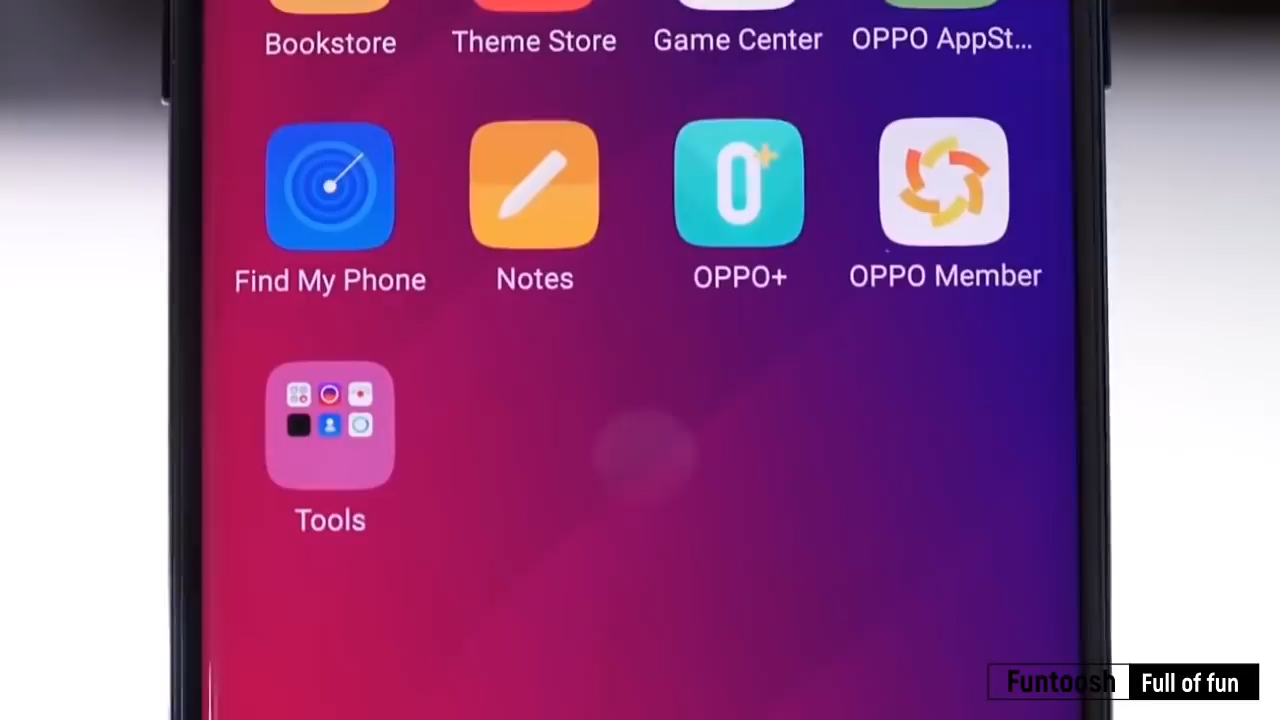 Bookstore Theme Store Game Center OPPO AppSt...
Find My Phone Notes OPPO+ OPPO Member
Tools
Funtoosh Full of fun